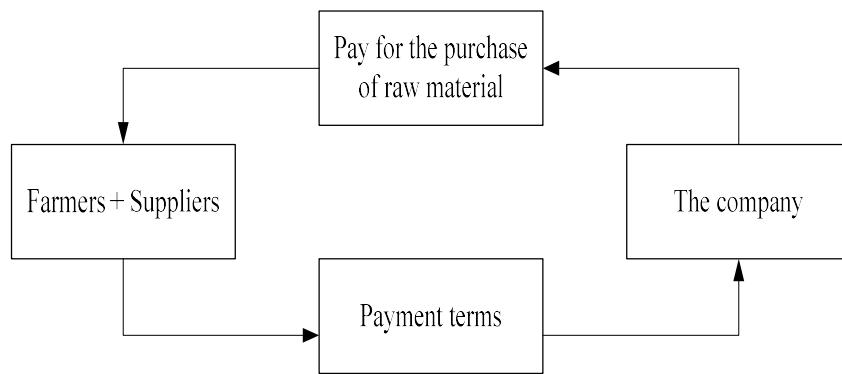 Pay for the purchase
of raw material
Farmers + Suppliers
The company
Payment terms